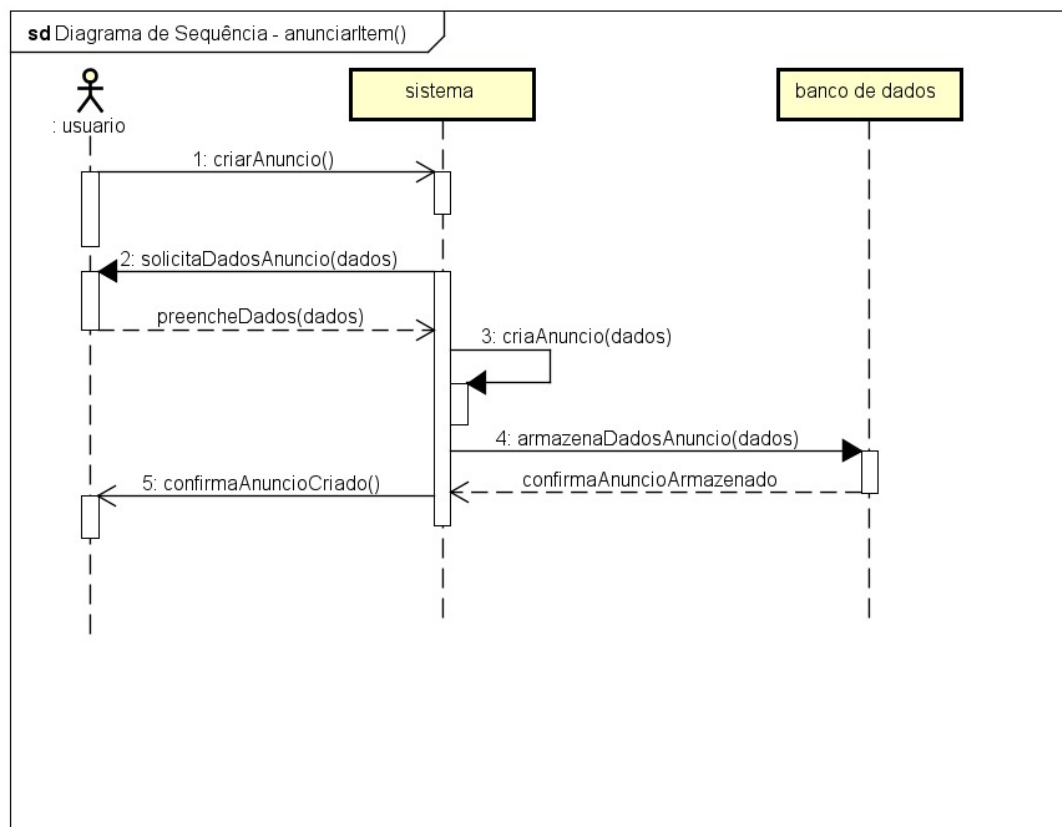 sd Diagrama de Sequência - anunciarItem()
sistema
banco de dados
: usuario
1: criarAnuncio()
2: solicitaDadosAnuncio(dados)
preencheDados(dados)
3: criaAnuncio(dados)
4: armazenaDadosAnuncio(dados)
confirmaAnuncioArmazenado
5: confirmaAnuncioCriado()